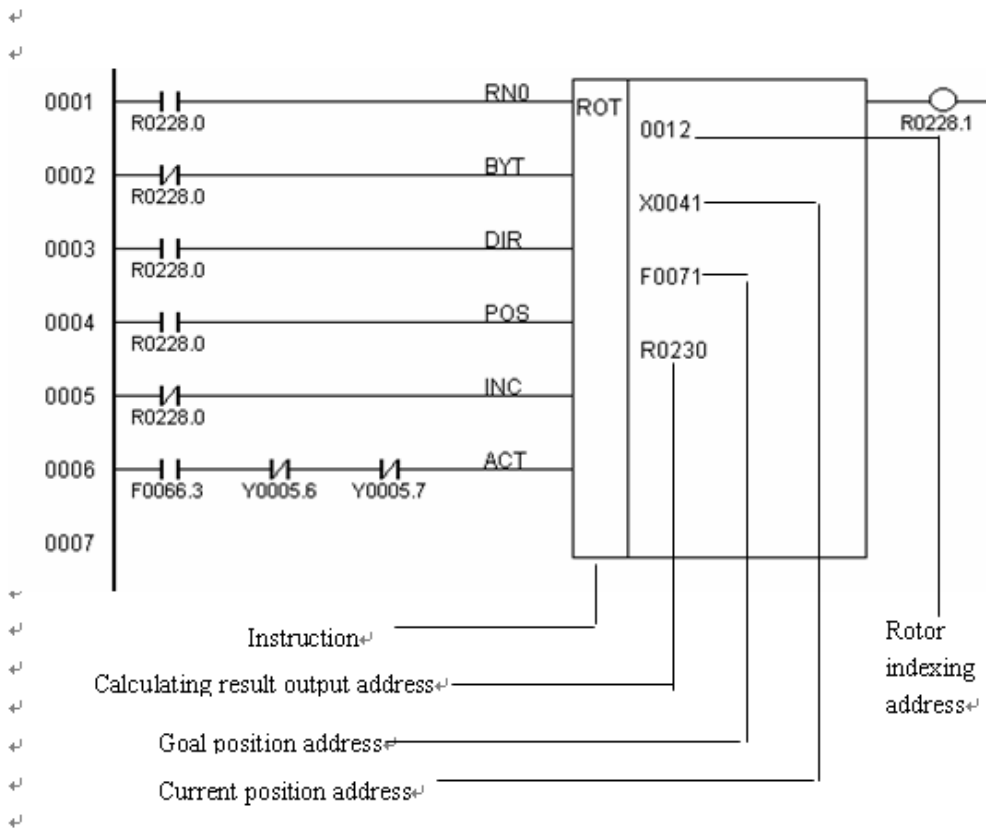 0001 RN0 ROT
R0228.0 0012 R0228.1
0002 BYT
R0228.0 X0041
0003 DIR
R0228.0 F0071
0004 POS
R0228.0 R0230
0005 INC
R0228.0
0006 ACT
F0066.3 Y0005.6 Y0005.7
0007
Instruction
Rotor
indexing
address
Calculating result output address
Goal position address
Current position address